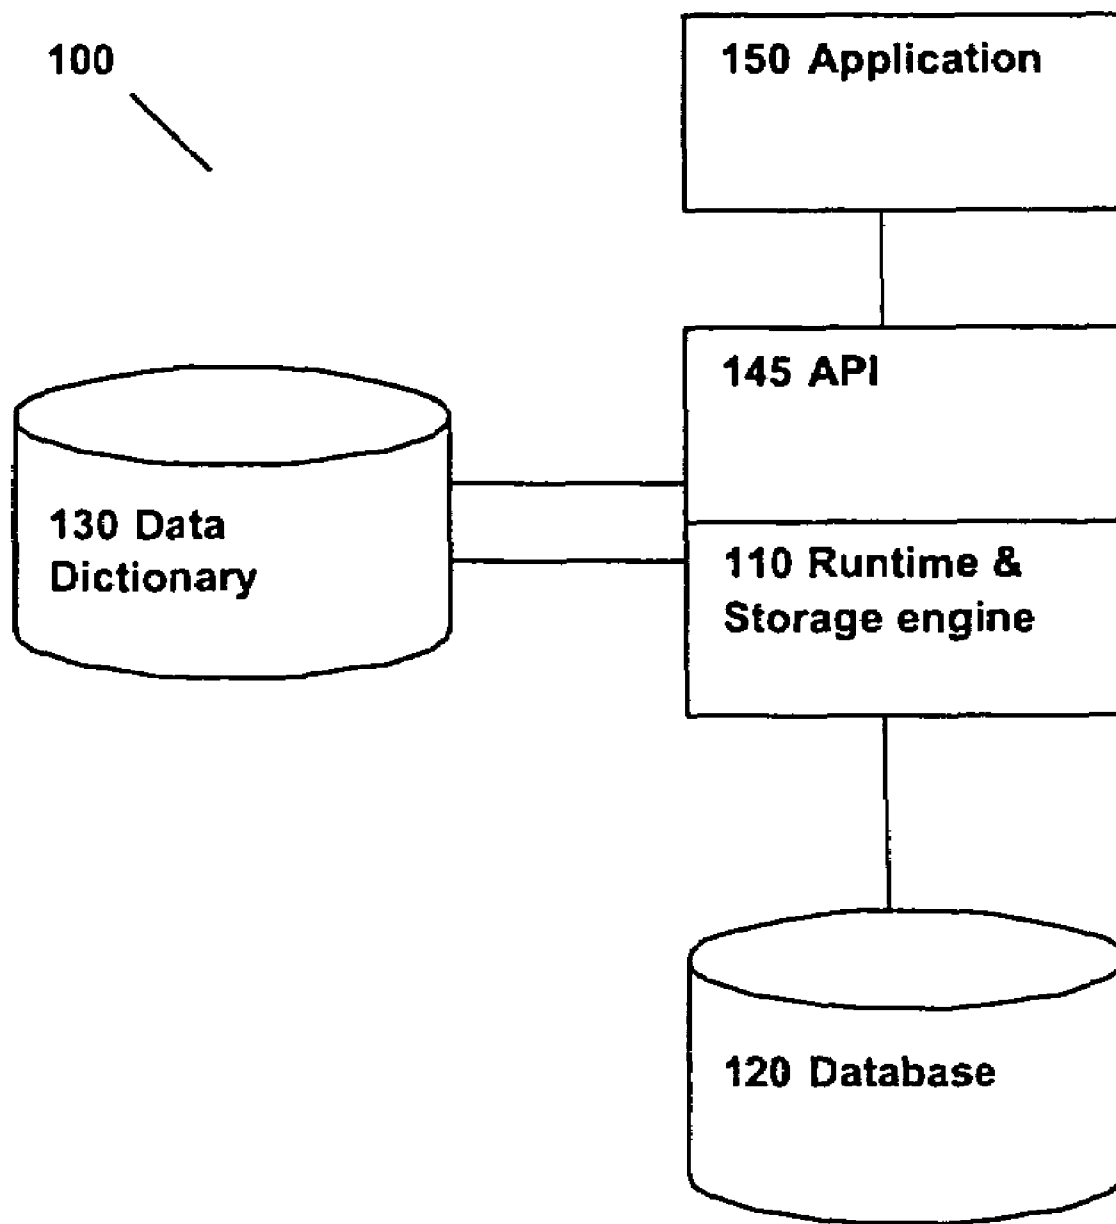 100
150 Application
145 API
130 Data
Dictionary
110 Runtime &
Storage engine
120 Database